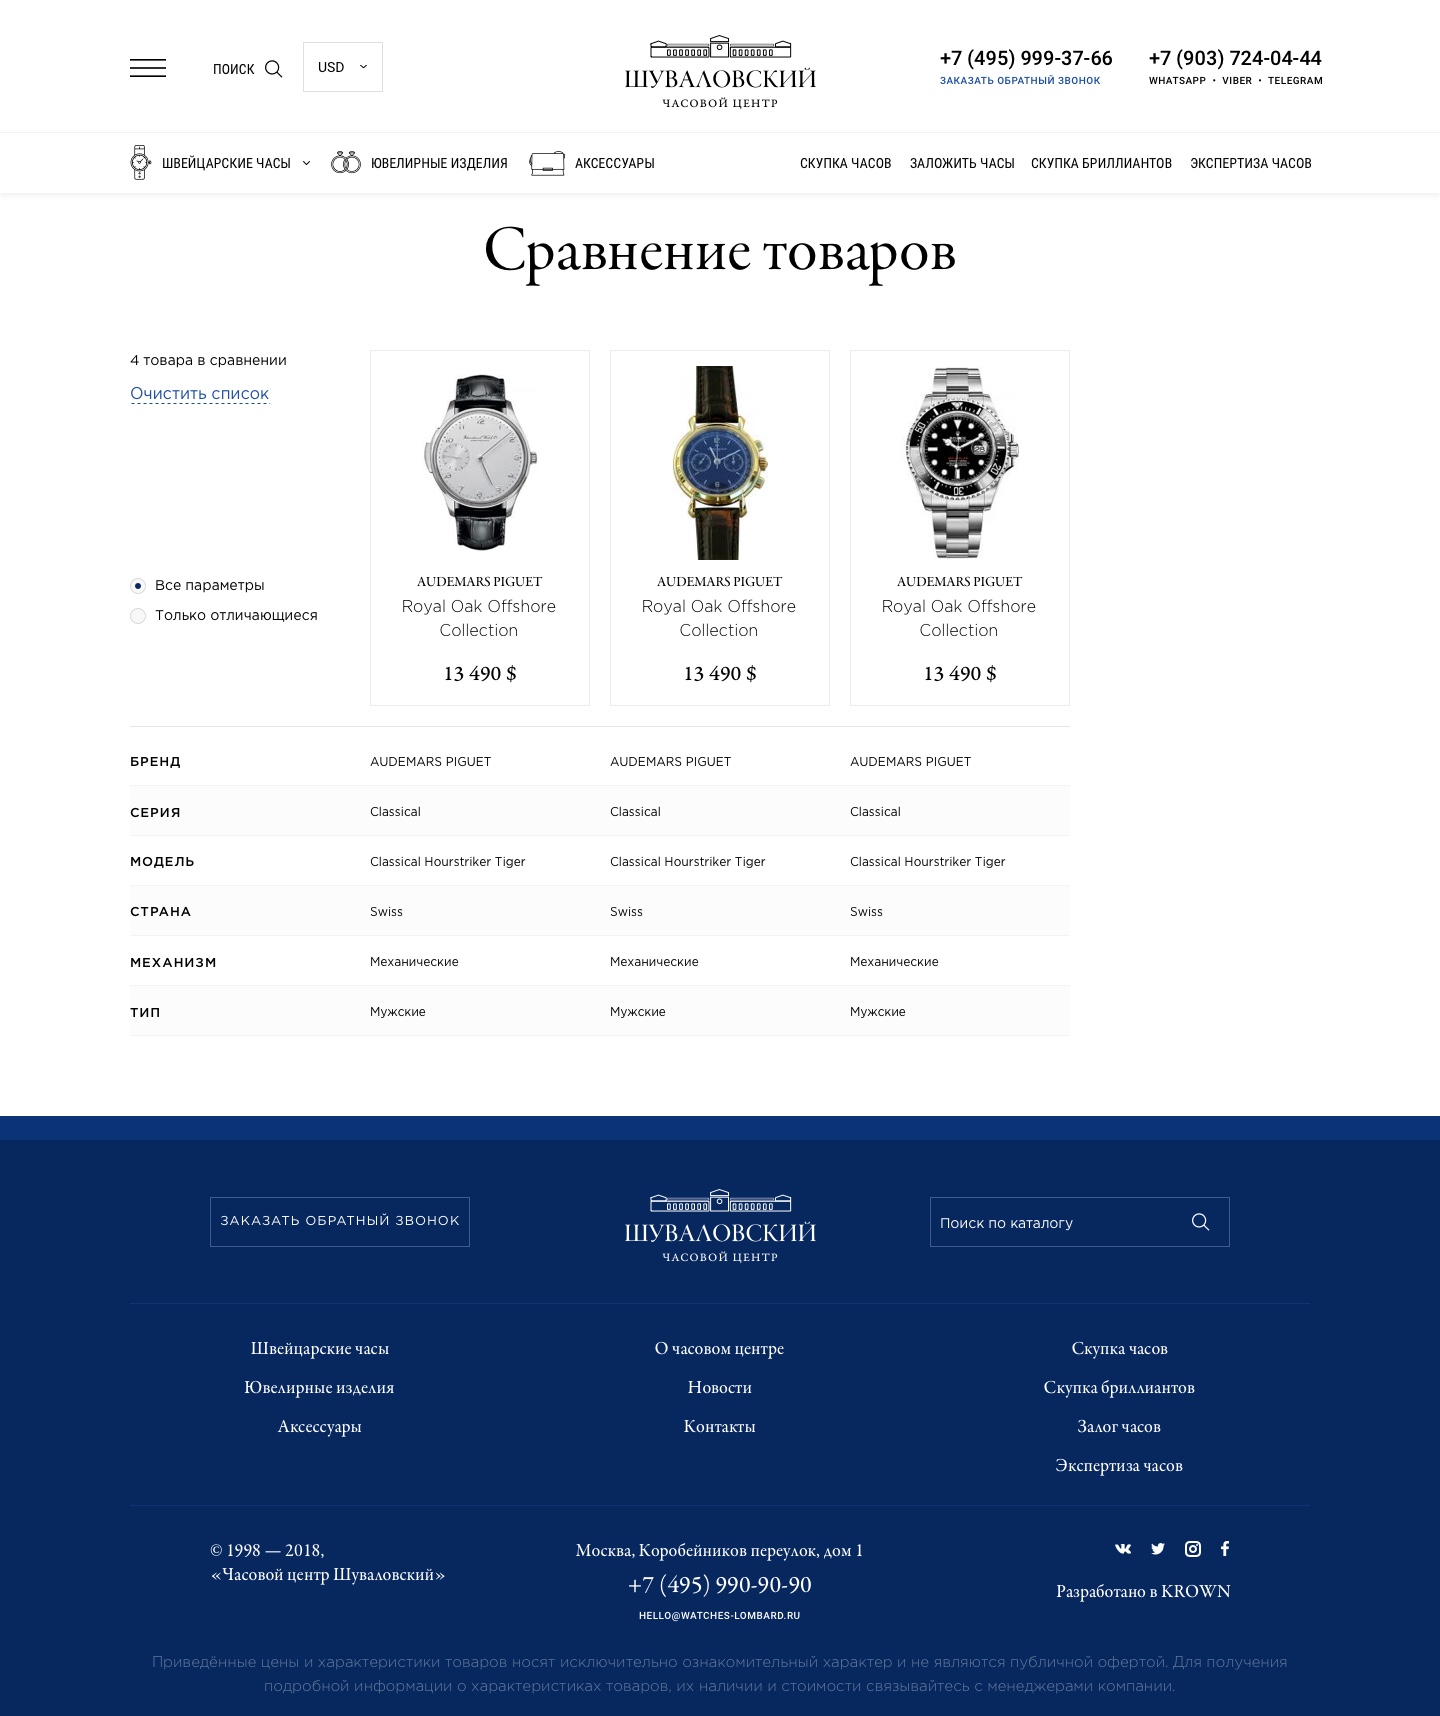 ПОИСК
USD
ШУВАЛОВСКИЙ
ЧАСОВОЙ ЦЕНТР
+7 (495) 999-37-66
ЗАКАЗАТЬ ОБРАТНЫЙ ЗВОНОК
+7 (903) 724-04-44
WHATSAPP • VIBER • TELEGRAM
ШВЕЙЦАРСКИЕ ЧАСЫ
ЮВЕЛИРНЫЕ ИЗДЕЛИЯ
АКСЕССУАРЫ
СКУПКА ЧАСОВ
ЗАЛОЖИТЬ ЧАСЫ
СКУПКА БРИЛЛИАНТОВ
ЭКСПЕРТИЗА ЧАСОВ
Сравнение товаров
4 товара в сравнении
Очистить список
Все параметры
Только отличающиеся
AUDEMARS PIGUET
Royal Oak Offshore
Collection
13 490 $
AUDEMARS PIGUET
Royal Oak Offshore
Collection
13 490 $
AUDEMARS PIGUET
Royal Oak Offshore
Collection
13 490 $
БРЕНД AUDEMARS PIGUET AUDEMARS PIGUET AUDEMARS PIGUET
СЕРИЯ Classical Classical Classical
МОДЕЛЬ Classical Hourstriker Tiger Classical Hourstriker Tiger Classical Hourstriker Tiger
СТРАНА Swiss Swiss Swiss
МЕХАНИЗМ Механические Механические Механические
ТИП Мужские Мужские Мужские
ЗАКАЗАТЬ ОБРАТНЫЙ ЗВОНОК
ШУВАЛОВСКИЙ
ЧАСОВОЙ ЦЕНТР
Поиск по каталогу
Швейцарские часы
Ювелирные изделия
Аксессуары
О часовом центре
Новости
Контакты
Скупка часов
Скупка бриллиантов
Залог часов
Экспертиза часов
© 1998 — 2018,
«Часовой центр Шуваловский»
Москва, Коробейников переулок, дом 1
+7 (495) 990-90-90
HELLO@WATCHES-LOMBARD.RU
Разработано в KROWN
Приведённые цены и характеристики товаров носят исключительно ознакомительный характер и не являются публичной офертой. Для получения
подробной информации о характеристиках товаров, их наличии и стоимости связывайтесь с менеджерами компании.